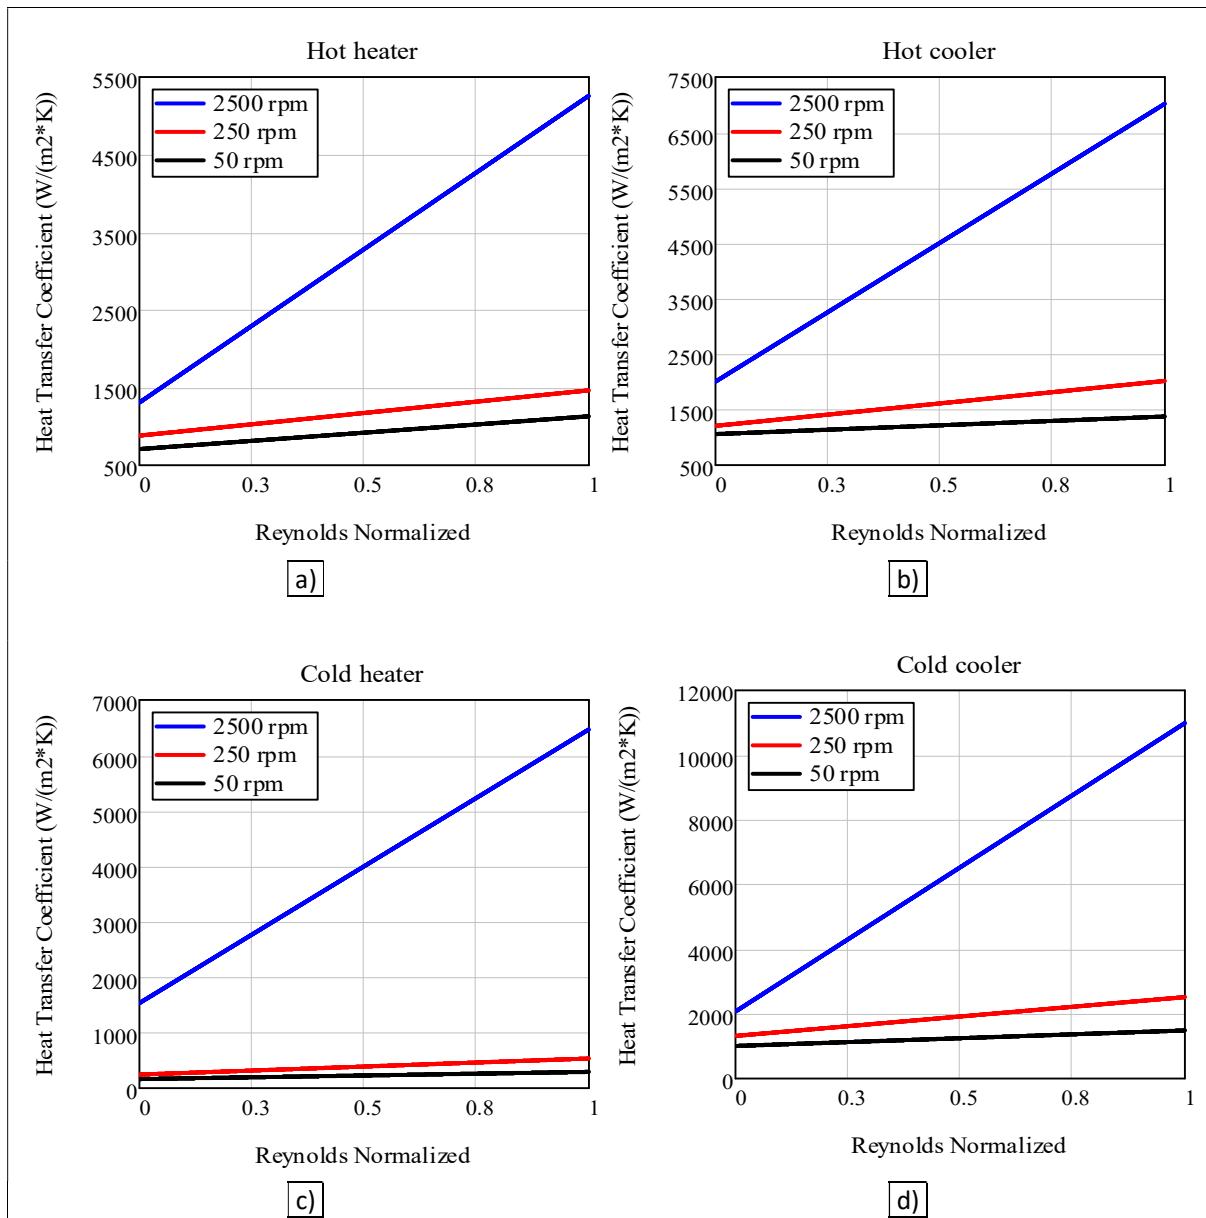 Hot heater
Heat Transfer Coefficient (W/(m2*K))
5500
4500
3500
2500
1500
500
2500 rpm
250 rpm
50 rpm
0 0.3 0.5 0.8 1
Reynolds Normalized
a)
Hot cooler
Heat Transfer Coefficient (W/(m2*K))
7500
6500
5500
4500
3500
2500
1500
500
2500 rpm
250 rpm
50 rpm
0 0.3 0.5 0.8 1
Reynolds Normalized
b)
Cold heater
Heat Transfer Coefficient (W/(m2*K))
7000
6000
5000
4000
3000
2000
1000
0
2500 rpm
250 rpm
50 rpm
0 0.3 0.5 0.8 1
Reynolds Normalized
c)
Cold cooler
Heat Transfer Coefficient (W/(m2*K))
12000
10000
8000
6000
4000
2000
0
2500 rpm
250 rpm
50 rpm
0 0.3 0.5 0.8 1
Reynolds Normalized
d)